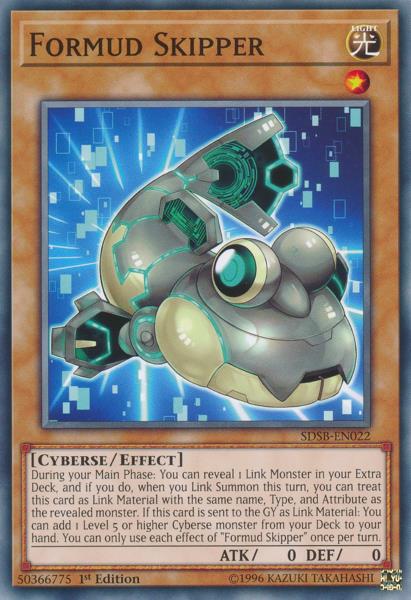 FORMUD SKIPPER
LIGHT
光
SDSB-EN022
[CYBERSE/EFFECT]
During your Main Phase: You can reveal 1 Link Monster in your Extra
Deck, and if you do, when you Link Summon this turn, you can treat
this card as Link Material with the same name, Type, and Attribute as
the revealed monster. If this card is sent to the GY as Link Material: You
can add 1 Level 5 or higher Cyberse monster from your Deck to your
hand. You can only use each effect of "Formud Skipper" once per turn.
ATK/ 0 DEF/ 0
50366775 1st Edition ©1996 KAZUKI TAKAHASHI